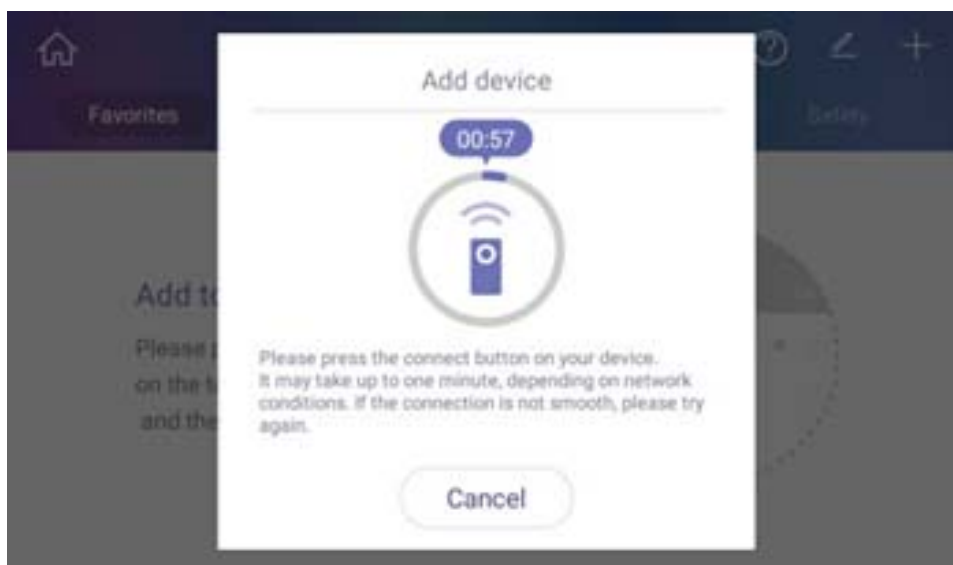 Favorites
Safety
Add device
00:57
Add to
Please
on the
and the
Please press the connect button on your device.
It may take up to one minute, depending on network
conditions. If the connection is not smooth, please try
again.
Cancel